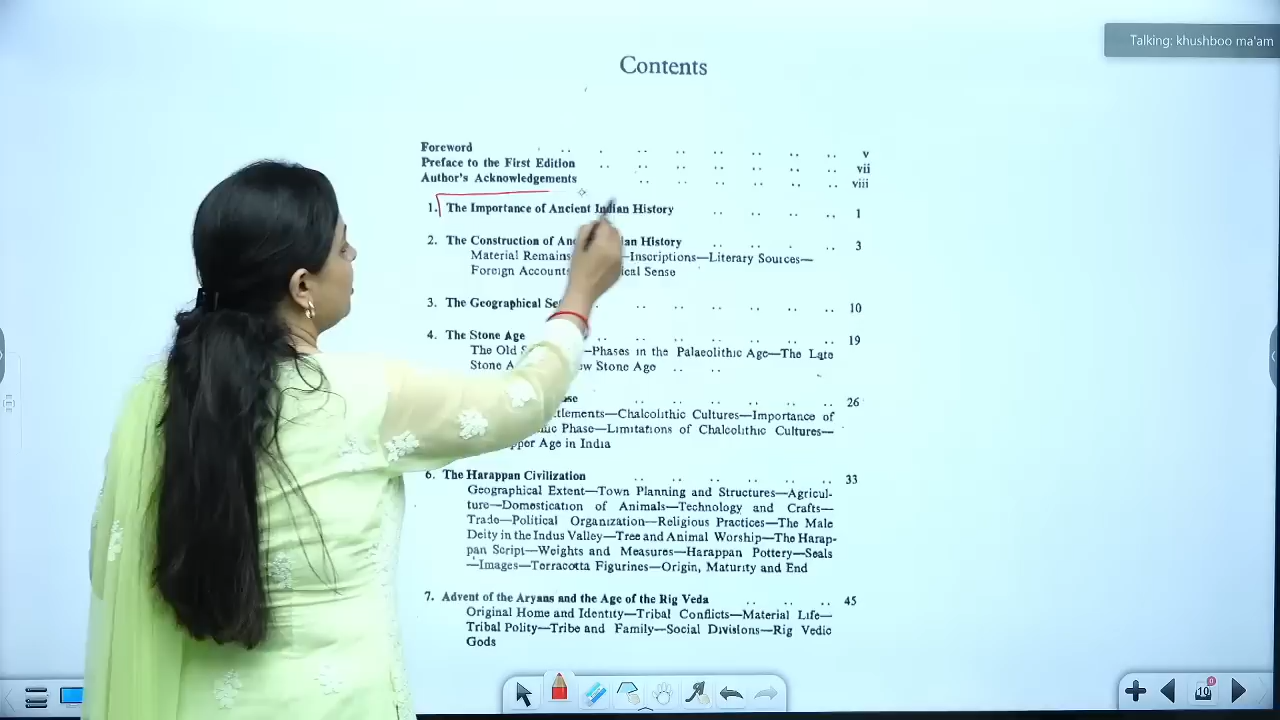 Talking: khushboo ma'am
Contents
Foreword .. . .. .. .. .. .. v
Preface to the First Edition .. .. .. .. .. .. .. vii
Author's Acknowledgements .. .. .. .. .. .. viii
1. The Importance of Ancient Indian History .. .. .. .. 1
2. The Construction of Indian History .. .. . .. 3
Material Remains Inscriptions—Literary Sources—
Foreign Accounts Sense
3. The Geographical .. .. .. .. .. .. 10
4. The Stone Age .. .. .. .. .. .. .. 19
The Old —Phases in the Palaeolithic Age—The Late
Stone Stone Age .. ..
.. .. .. .. .. .. 26
—Chalcolithic Cultures—Importance of
Phase—Limitations of Chalcolithic Cultures—
Age in India
6. The Harappan Civilization .. .. .. .. .. .. 33
Geographical Extent—Town Planning and Structures—Agricul-
ture—Domestication of Animals—Technology and Crafts—
Trade—Political Organization—Religious Practices—The Male
Deity in the Indus Valley—Tree and Animal Worship—The Harap-
pan Script—Weights and Measures—Harappan Pottery—Seals
—Images—Terracotta Figurines—Origin, Maturity and End
7. Advent of the Aryans and the Age of the Rig Veda .. .. .. 45
Original Home and Identity—Tribal Conflicts—Material Life—
Tribal Polity—Tribe and Family—Social Divisions—Rig Vedic
Gods
10
0